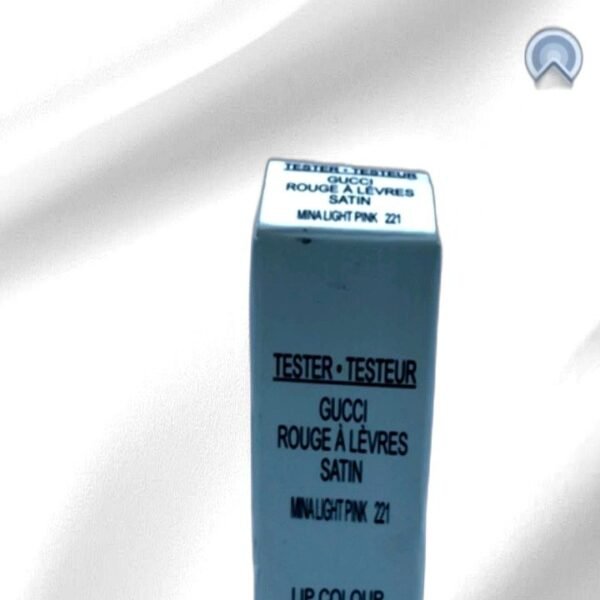 TESTER • TESTEUR
GUCCI
ROUGE À LÈVRES
SATIN
MINA LIGHT PINK 221
TESTER • TESTEUR
GUCCI
ROUGE À LÈVRES
SATIN
MINA LIGHT PINK 221
LIP COLOUR